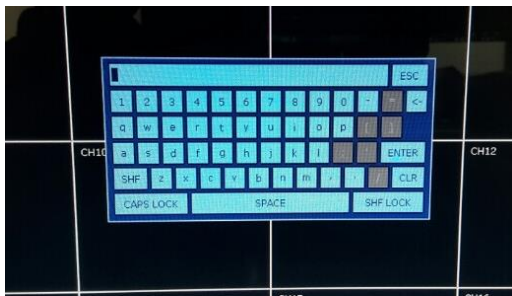 ESC
1 2 3 4 5 6 7 8 9 0 - = <-
q w e r t y u i o p [ ]
CH10 a s d f g h j k l ; ' ENTER CH12
SHF z x c v b n m , . / CLR
CAPS LOCK SPACE SHF LOCK